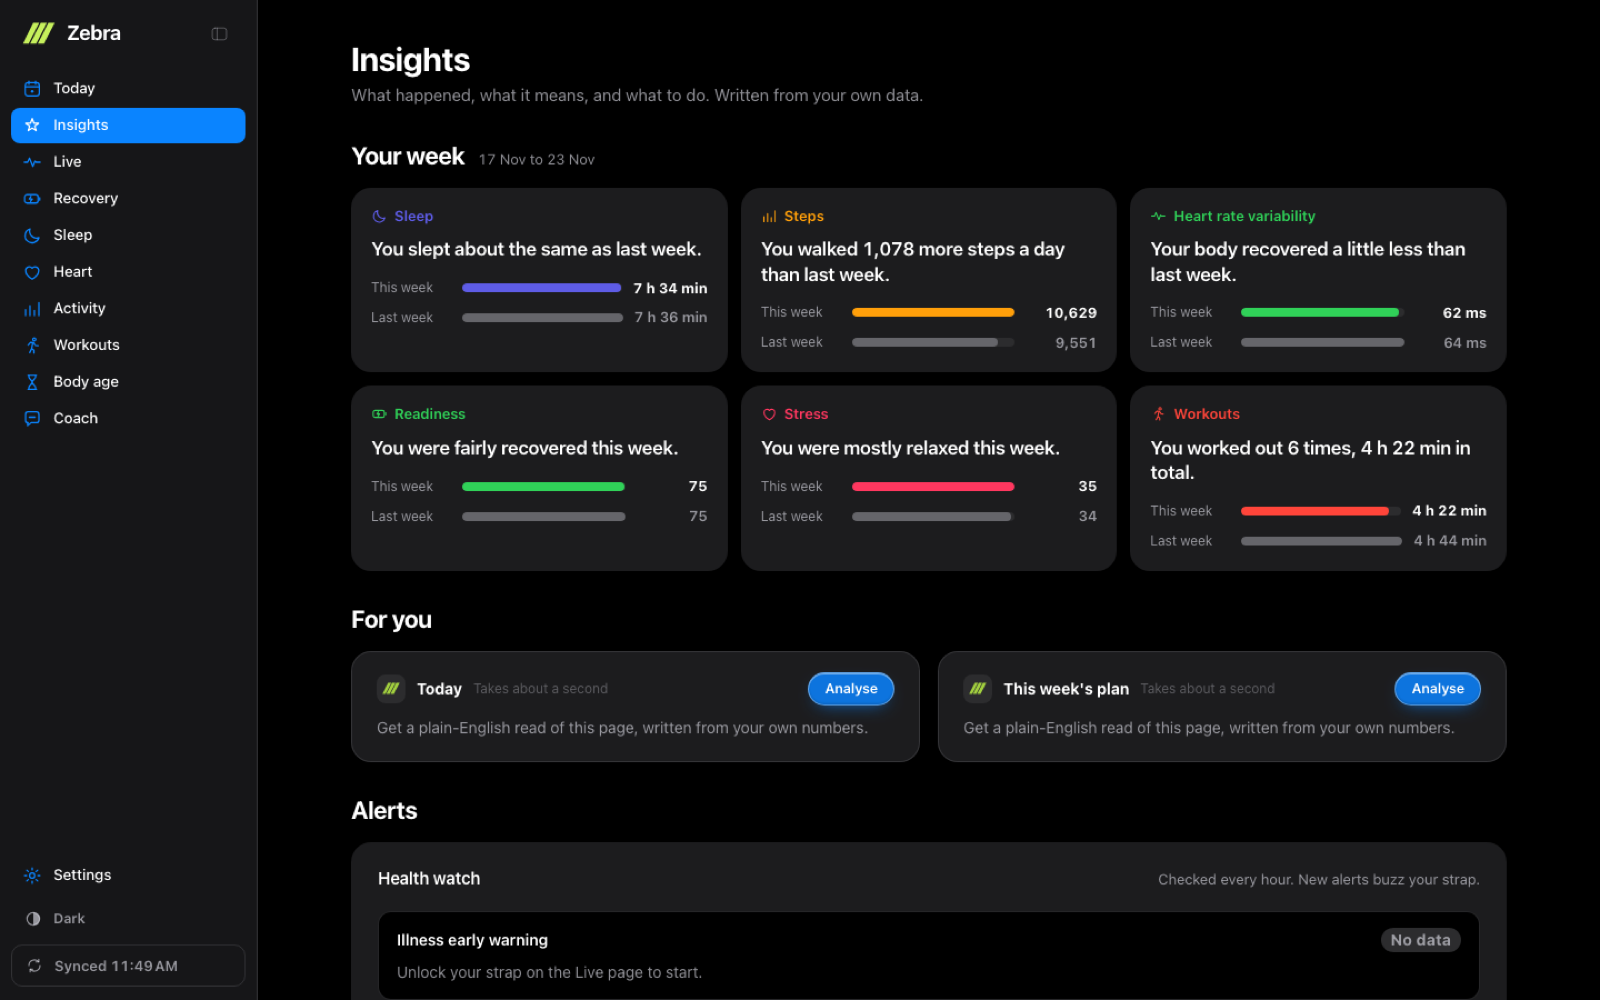 Zebra
Today
Insights
Live
Recovery
Sleep
Heart
Activity
Workouts
Body age
Coach
Settings
Dark
Synced 11:49 AM
Insights
What happened, what it means, and what to do. Written from your own data.
Your week 17 Nov to 23 Nov
Sleep
You slept about the same as last week.
This week 7 h 34 min
Last week 7 h 36 min
Steps
You walked 1,078 more steps a day
than last week.
This week 10,629
Last week 9,551
Heart rate variability
Your body recovered a little less than
last week.
This week 62 ms
Last week 64 ms
Readiness
You were fairly recovered this week.
This week 75
Last week 75
Stress
You were mostly relaxed this week.
This week 35
Last week 34
Workouts
You worked out 6 times, 4 h 22 min in
total.
This week 4 h 22 min
Last week 4 h 44 min
For you
Today Takes about a second Analyse
Get a plain-English read of this page, written from your own numbers.
This week's plan Takes about a second Analyse
Get a plain-English read of this page, written from your own numbers.
Alerts
Health watch Checked every hour. New alerts buzz your strap.
Illness early warning No data
Unlock your strap on the Live page to start.